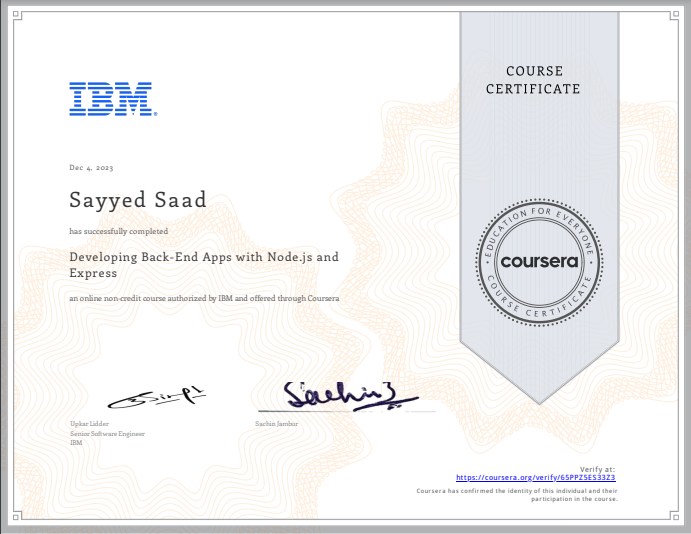 COURSE
CERTIFICATE
IBM®
Dec 4, 2023
Sayyed Saad
has successfully completed
Developing Back-End Apps with Node.js and
Express
an online non-credit course authorized by IBM and offered through Coursera
EDUCATION FOR EVERYONE
coursera
COURSE CERTIFICATE
Upkar Lidder
Senior Software Engineer
IBM
Sachin Jambur
Verify at:
https://coursera.org/verify/65PPZ5ES33Z3
Coursera has confirmed the identity of this individual and their
participation in the course.